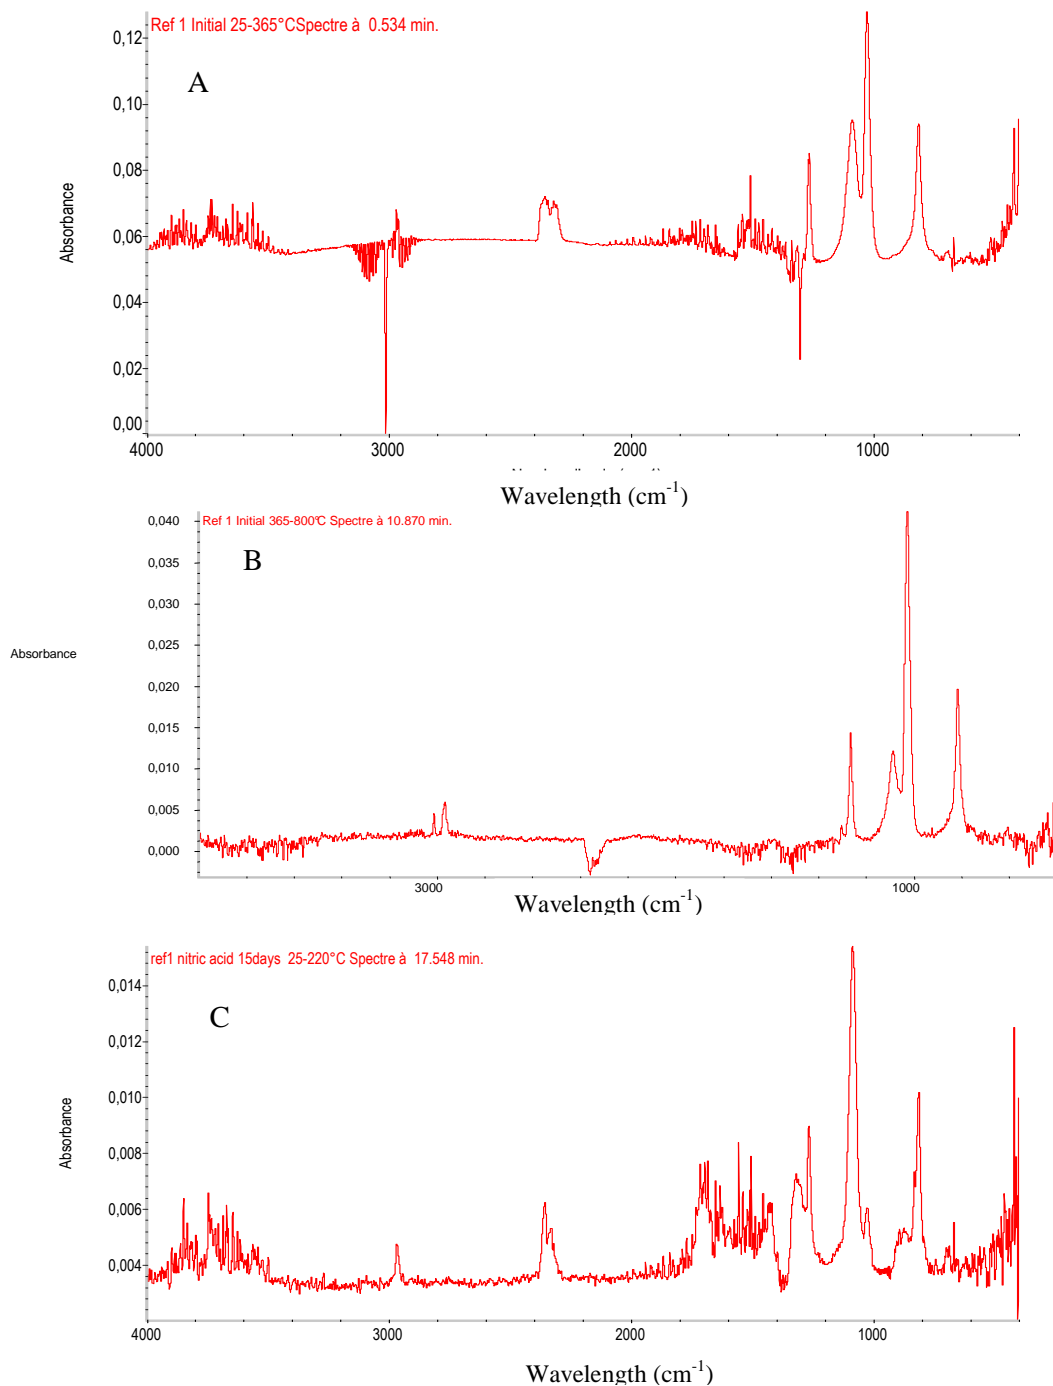 Ref 1 Initial 25-365°CSpectre à 0.534 min.
A
0,12
0,10
0,08
0,06
0,04
0,02
0,00
Absorbance
4000 3000 2000 1000
Wavelength (cm-1)
Ref 1 Initial 365-800°C Spectre à 10.870 min.
B
0,040
0,035
0,030
0,025
0,020
0,015
0,010
0,005
0,000
Absorbance
3000 1000
Wavelength (cm-1)
ref1 nitric acid 15days 25-220°C Spectre à 17.548 min.
C
0,014
0,012
0,010
0,008
0,006
0,004
Absorbance
4000 3000 2000 1000
Wavelength (cm-1)